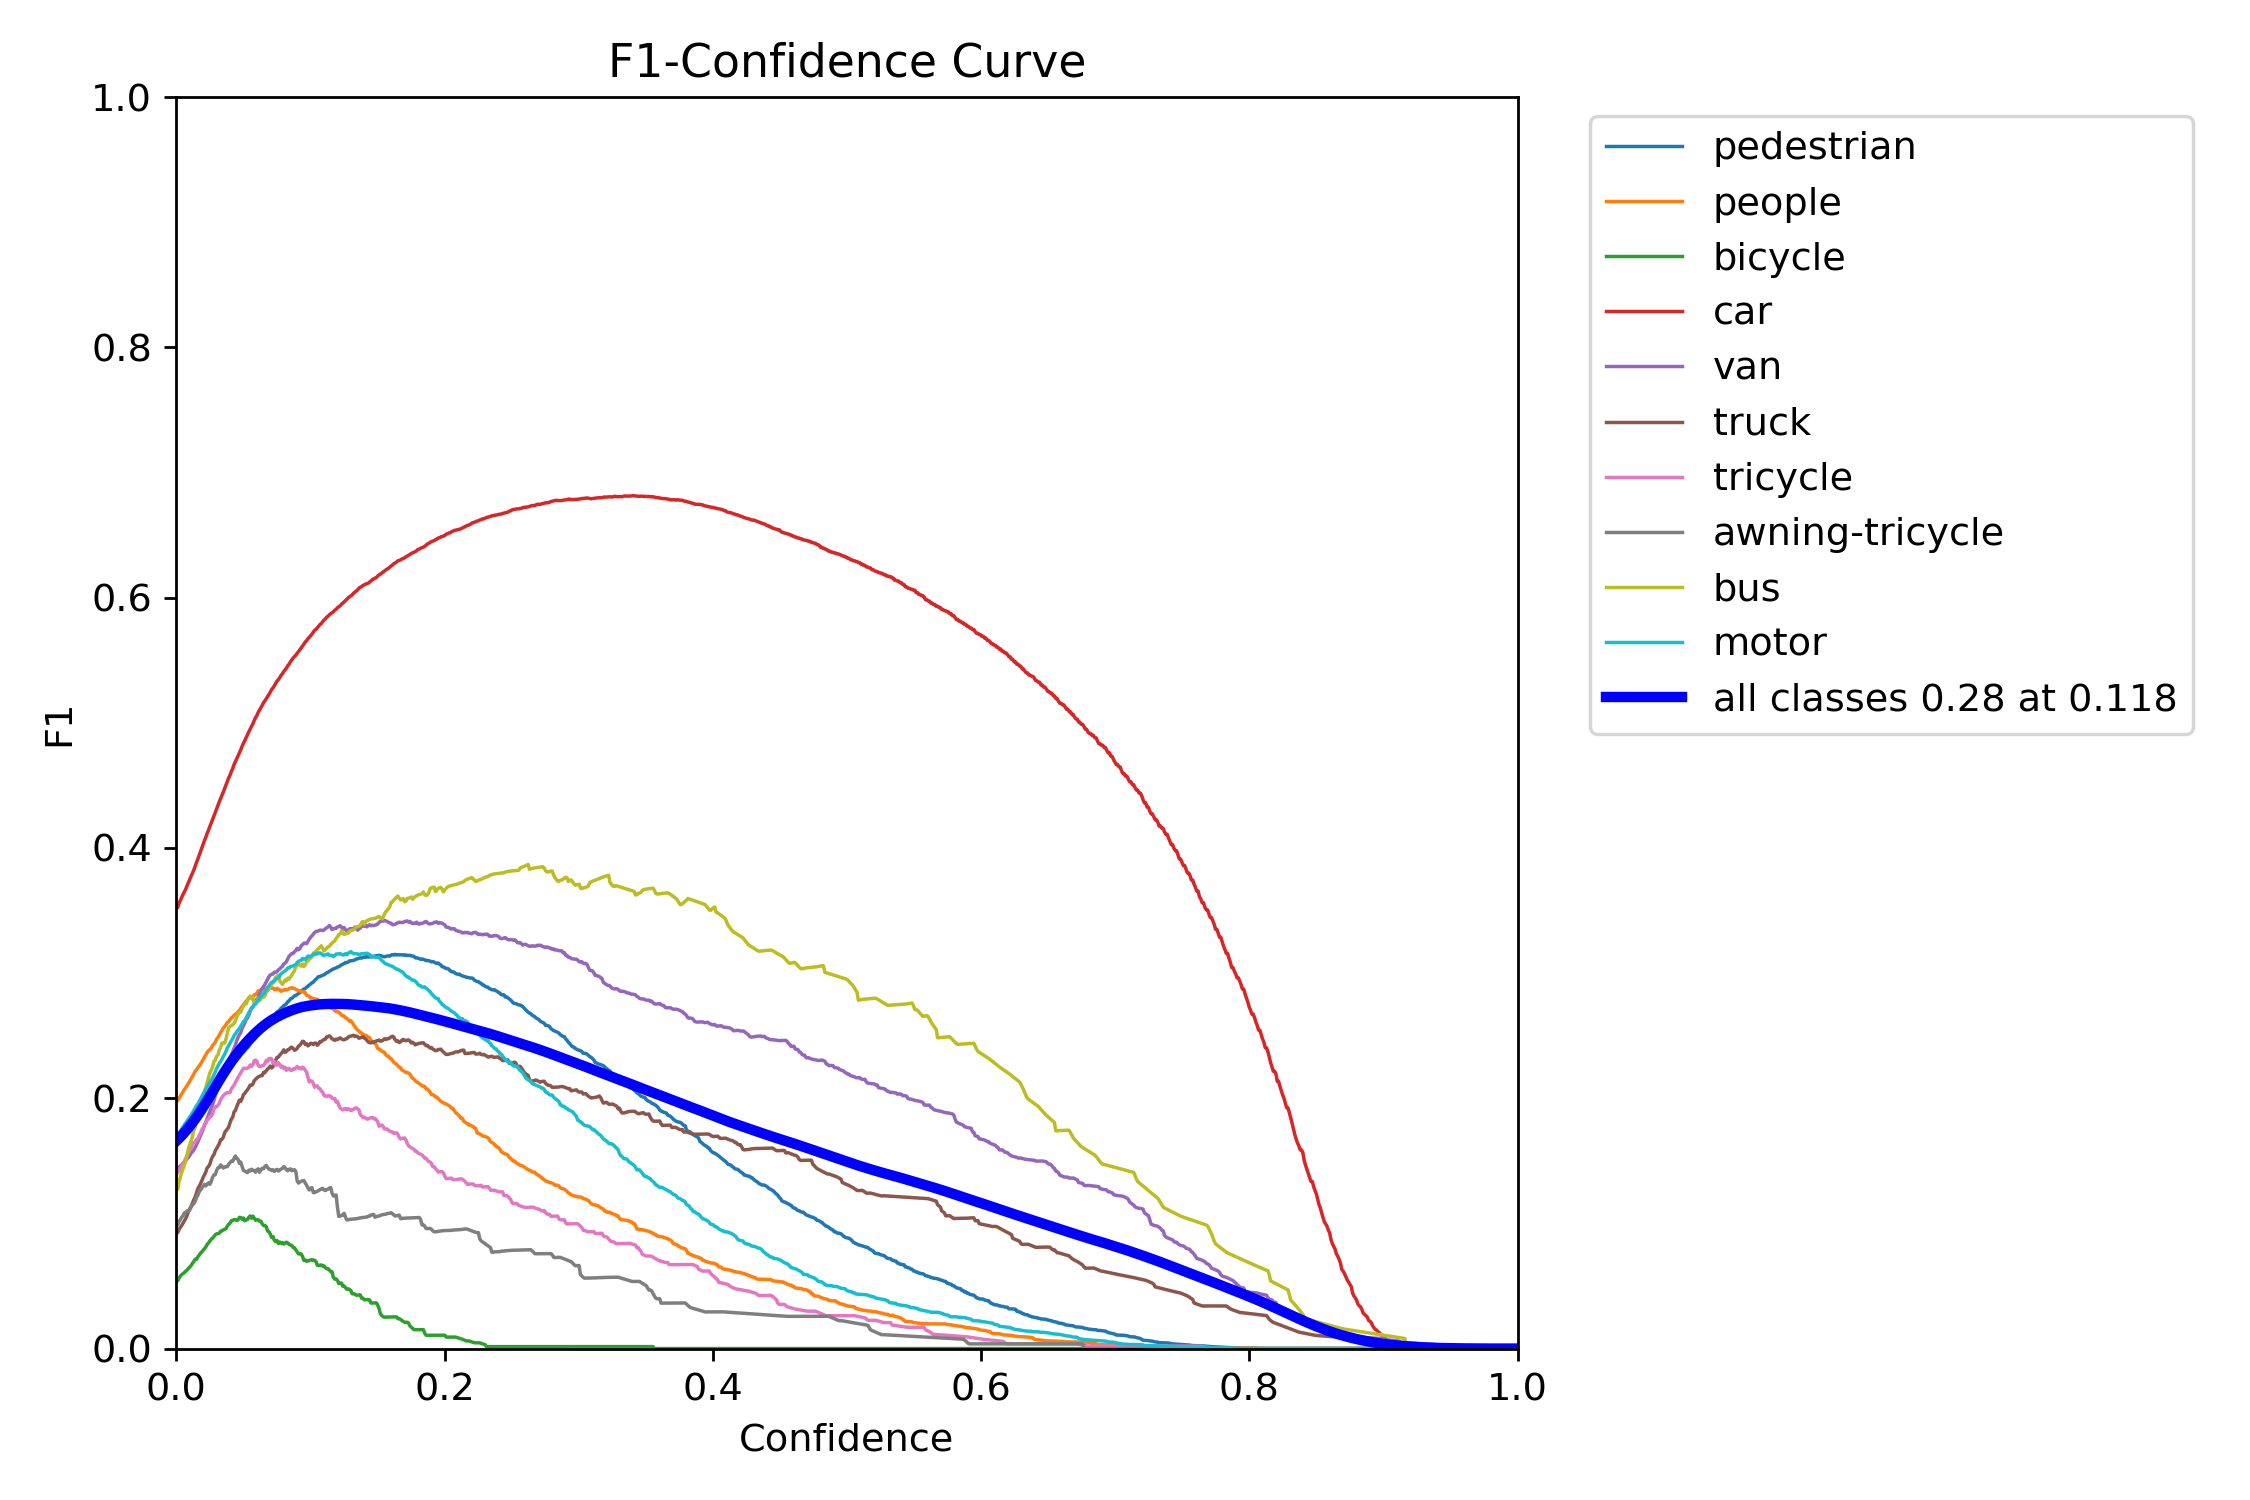 F1-Confidence Curve
1.0
0.8
0.6
0.4
0.2
0.0
F1
0.0 0.2 0.4 0.6 0.8 1.0
Confidence
pedestrian
people
bicycle
car
van
truck
tricycle
awning-tricycle
bus
motor
all classes 0.28 at 0.118